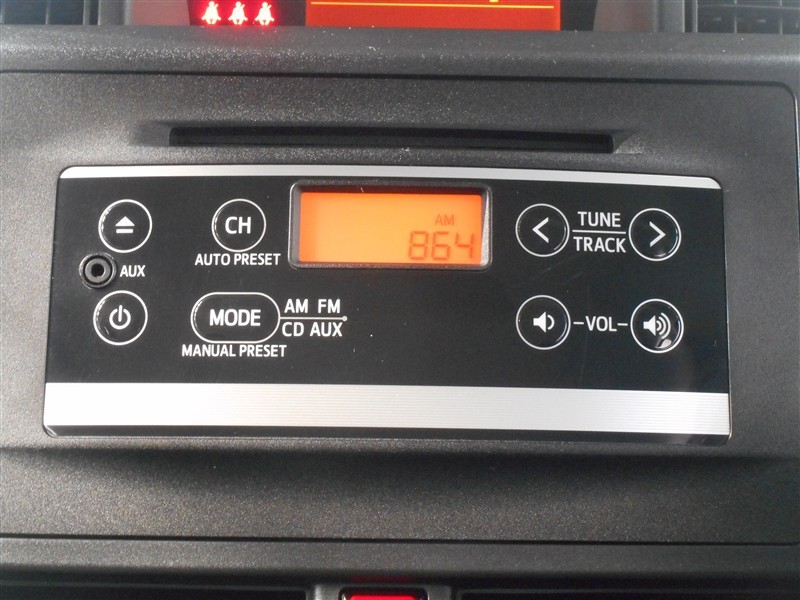 CH
AUTO PRESET
AM
864
TUNE
TRACK
AUX
MODE
AM FM
CD AUX
MANUAL PRESET
-VOL-